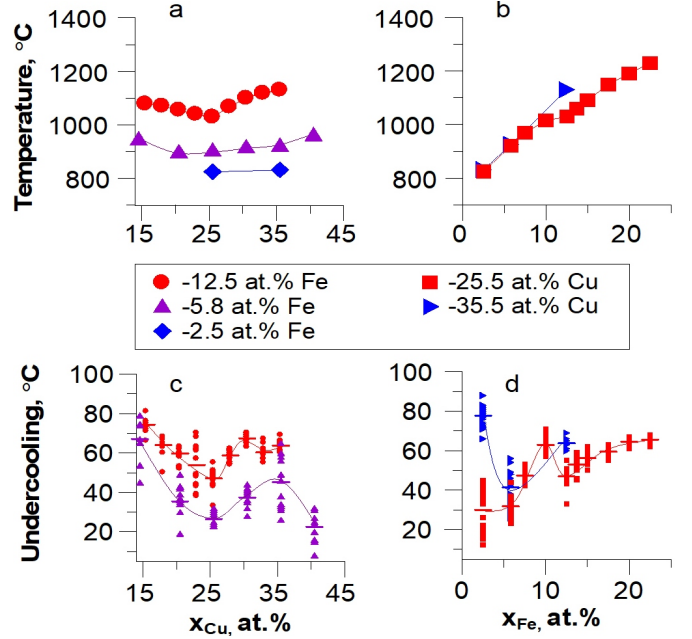 a
b
Temperature, °C
1400
1200
1000
800
1400
1200
1000
800
15 25 35 45
0 10 20
-12.5 at.% Fe
-5.8 at.% Fe
-2.5 at.% Fe
-25.5 at.% Cu
-35.5 at.% Cu
c
d
Undercooling, °C
100
80
60
40
20
100
80
60
40
20
15 25 35 45
0 10 20
xCu, at.%
xFe, at.%